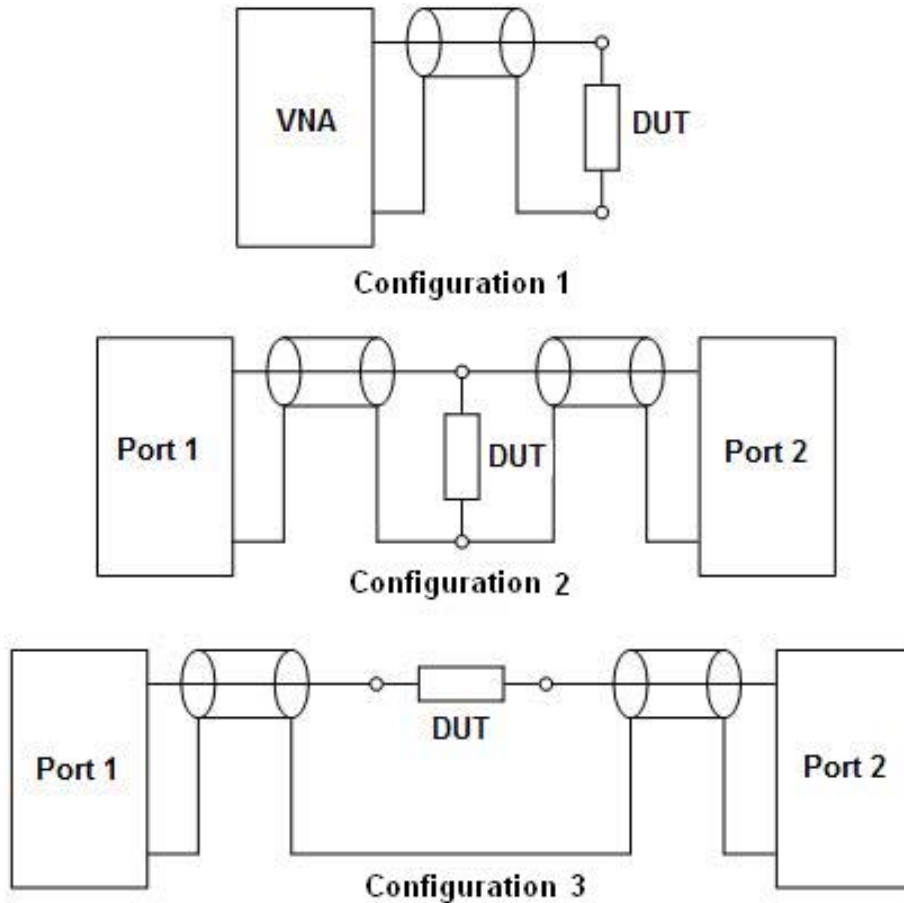 VNA
DUT
Configuration 1
Port 1
DUT
Port 2
Configuration 2
Port 1
DUT
Port 2
Configuration 3